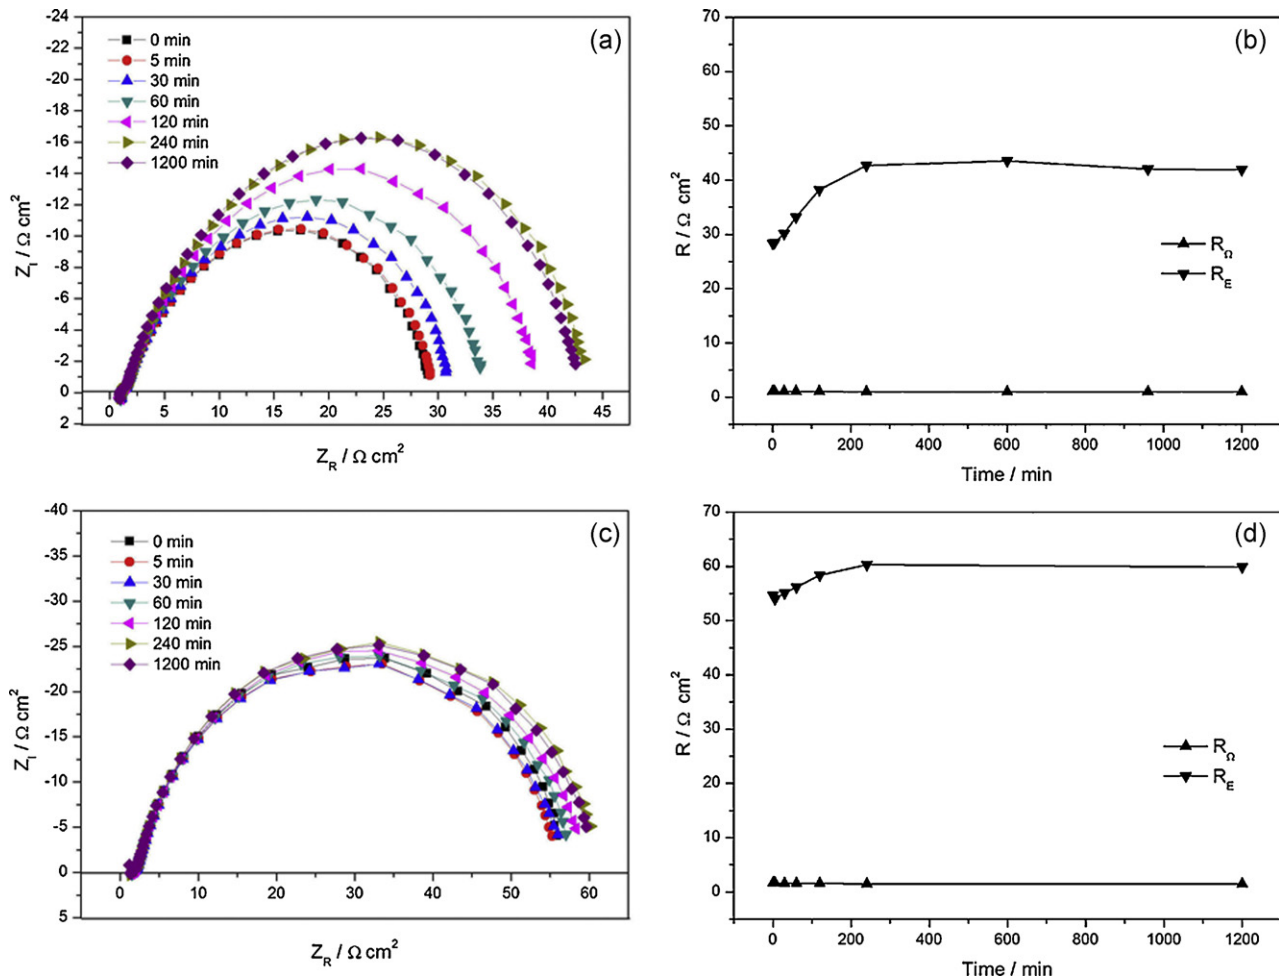 -24
-22
-20
-18
-16
-14
-12
-10
-8
-6
-4
-2
0
2
Z_I / Ω cm²
0 min
5 min
30 min
60 min
120 min
240 min
1200 min
(a)
0 5 10 15 20 25 30 35 40 45
Z_R / Ω cm²
70
60
50
40
30
20
10
0
R / Ω cm²
(b)
R_Ω
R_E
0 200 400 600 800 1000 1200
Time / min
-40
-35
-30
-25
-20
-15
-10
-5
0
5
Z_I / Ω cm²
0 min
5 min
30 min
60 min
120 min
240 min
1200 min
(c)
0 10 20 30 40 50 60
Z_R / Ω cm²
70
60
50
40
30
20
10
0
R / Ω cm²
(d)
R_Ω
R_E
0 200 400 600 800 1000 1200
Time / min